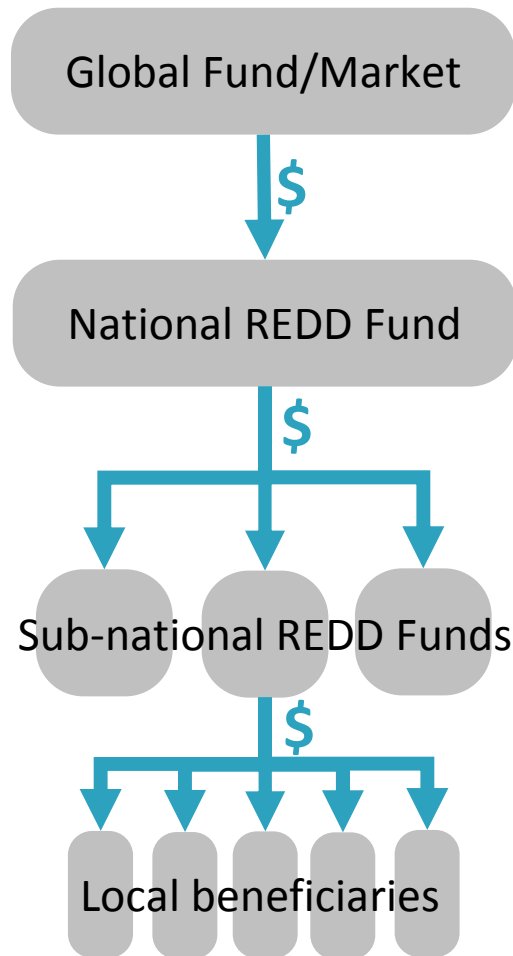 Global Fund/Market
$
National REDD Fund
$
Sub-national REDD Funds
$
Local beneficiaries